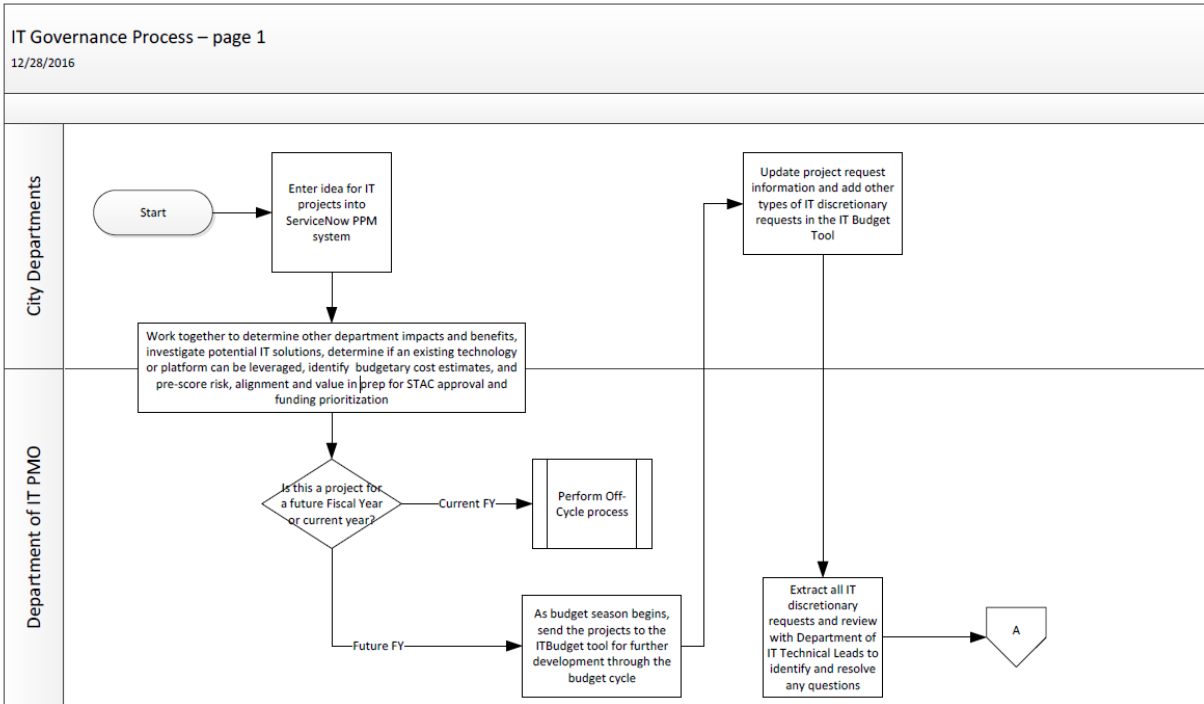 IT Governance Process – page 1
12/28/2016
City Departments
Start
Enter idea for IT
projects into
ServiceNow PPM
system
Update project request
information and add other
types of IT discretionary
requests in the IT Budget
Tool
Work together to determine other department impacts and benefits,
investigate potential IT solutions, determine if an existing technology
or platform can be leveraged, identify  budgetary cost estimates, and
pre-score risk, alignment and value in prep for STAC approval and
funding prioritization
Department of IT PMO
Is this a project for
a future Fiscal Year
or current year?
Current FY
Perform Off-
Cycle process
Future FY
As budget season begins,
send the projects to the
ITBudget tool for further
development through the
budget cycle
Extract all IT
discretionary
requests and review
with Department of
IT Technical Leads to
identify and resolve
any questions
A